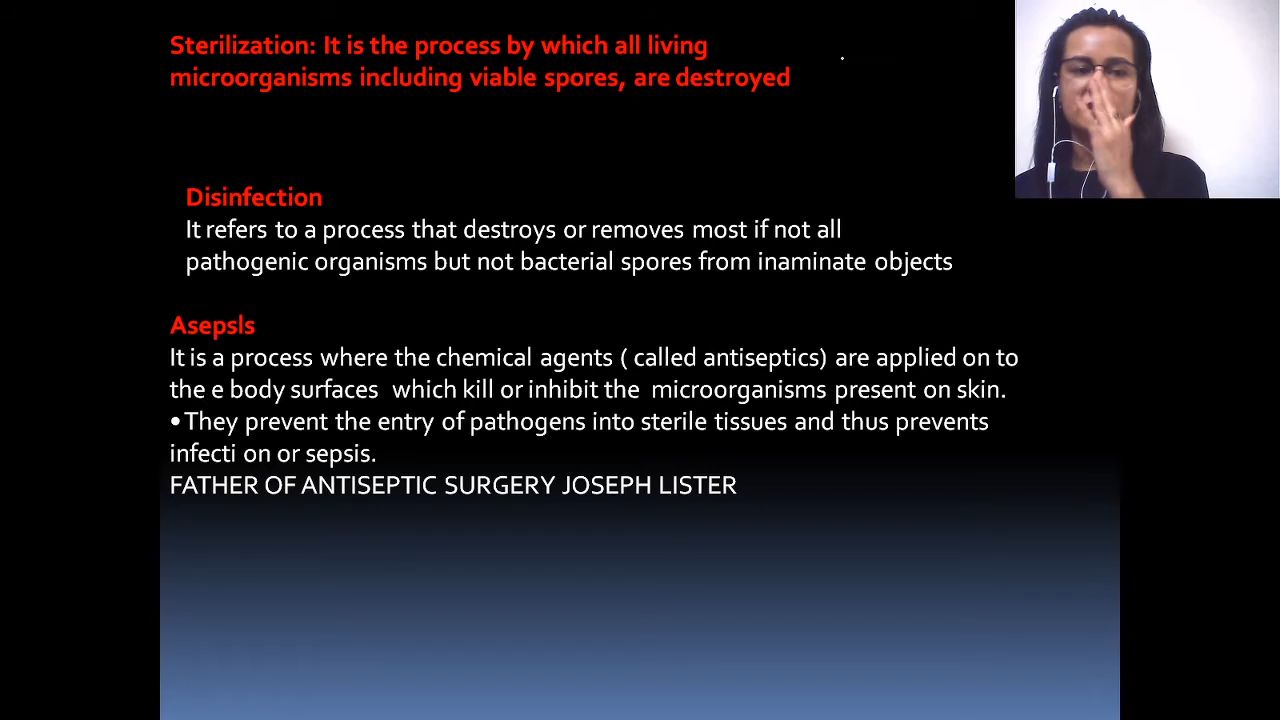 Sterilization: It is the process by which all living
microorganisms including viable spores, are destroyed
Disinfection
It refers to a process that destroys or removes most if not all
pathogenic organisms but not bacterial spores from inaminate objects
Asepsls
It is a process where the chemical agents ( called antiseptics) are applied on to
the e body surfaces which kill or inhibit the microorganisms present on skin.
•They prevent the entry of pathogens into sterile tissues and thus prevents
infecti on or sepsis.
FATHER OF ANTISEPTIC SURGERY JOSEPH LISTER